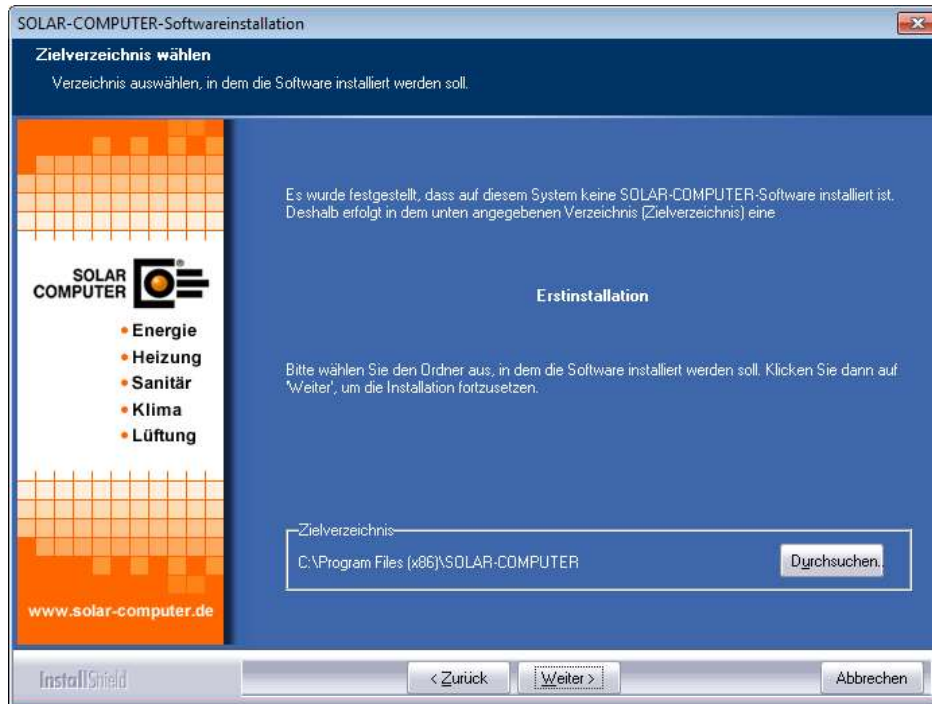 SOLAR-COMPUTER-Softwareinstallation
Zielverzeichnis wählen
Verzeichnis auswählen, in dem die Software installiert werden soll.
SOLAR
COMPUTER
®
• Energie
• Heizung
• Sanitär
• Klima
• Lüftung
www.solar-computer.de
Es wurde festgestellt, dass auf diesem System keine SOLAR-COMPUTER-Software installiert ist.
Deshalb erfolgt in dem unten angegebenen Verzeichnis (Zielverzeichnis) eine
Erstinstallation
Bitte wählen Sie den Ordner aus, in dem die Software installiert werden soll. Klicken Sie dann auf
'Weiter', um die Installation fortzusetzen.
Zielverzeichnis
C:\Program Files (x86)\SOLAR-COMPUTER
Durchsuchen..
InstallShield
< Zurück
Weiter >
Abbrechen